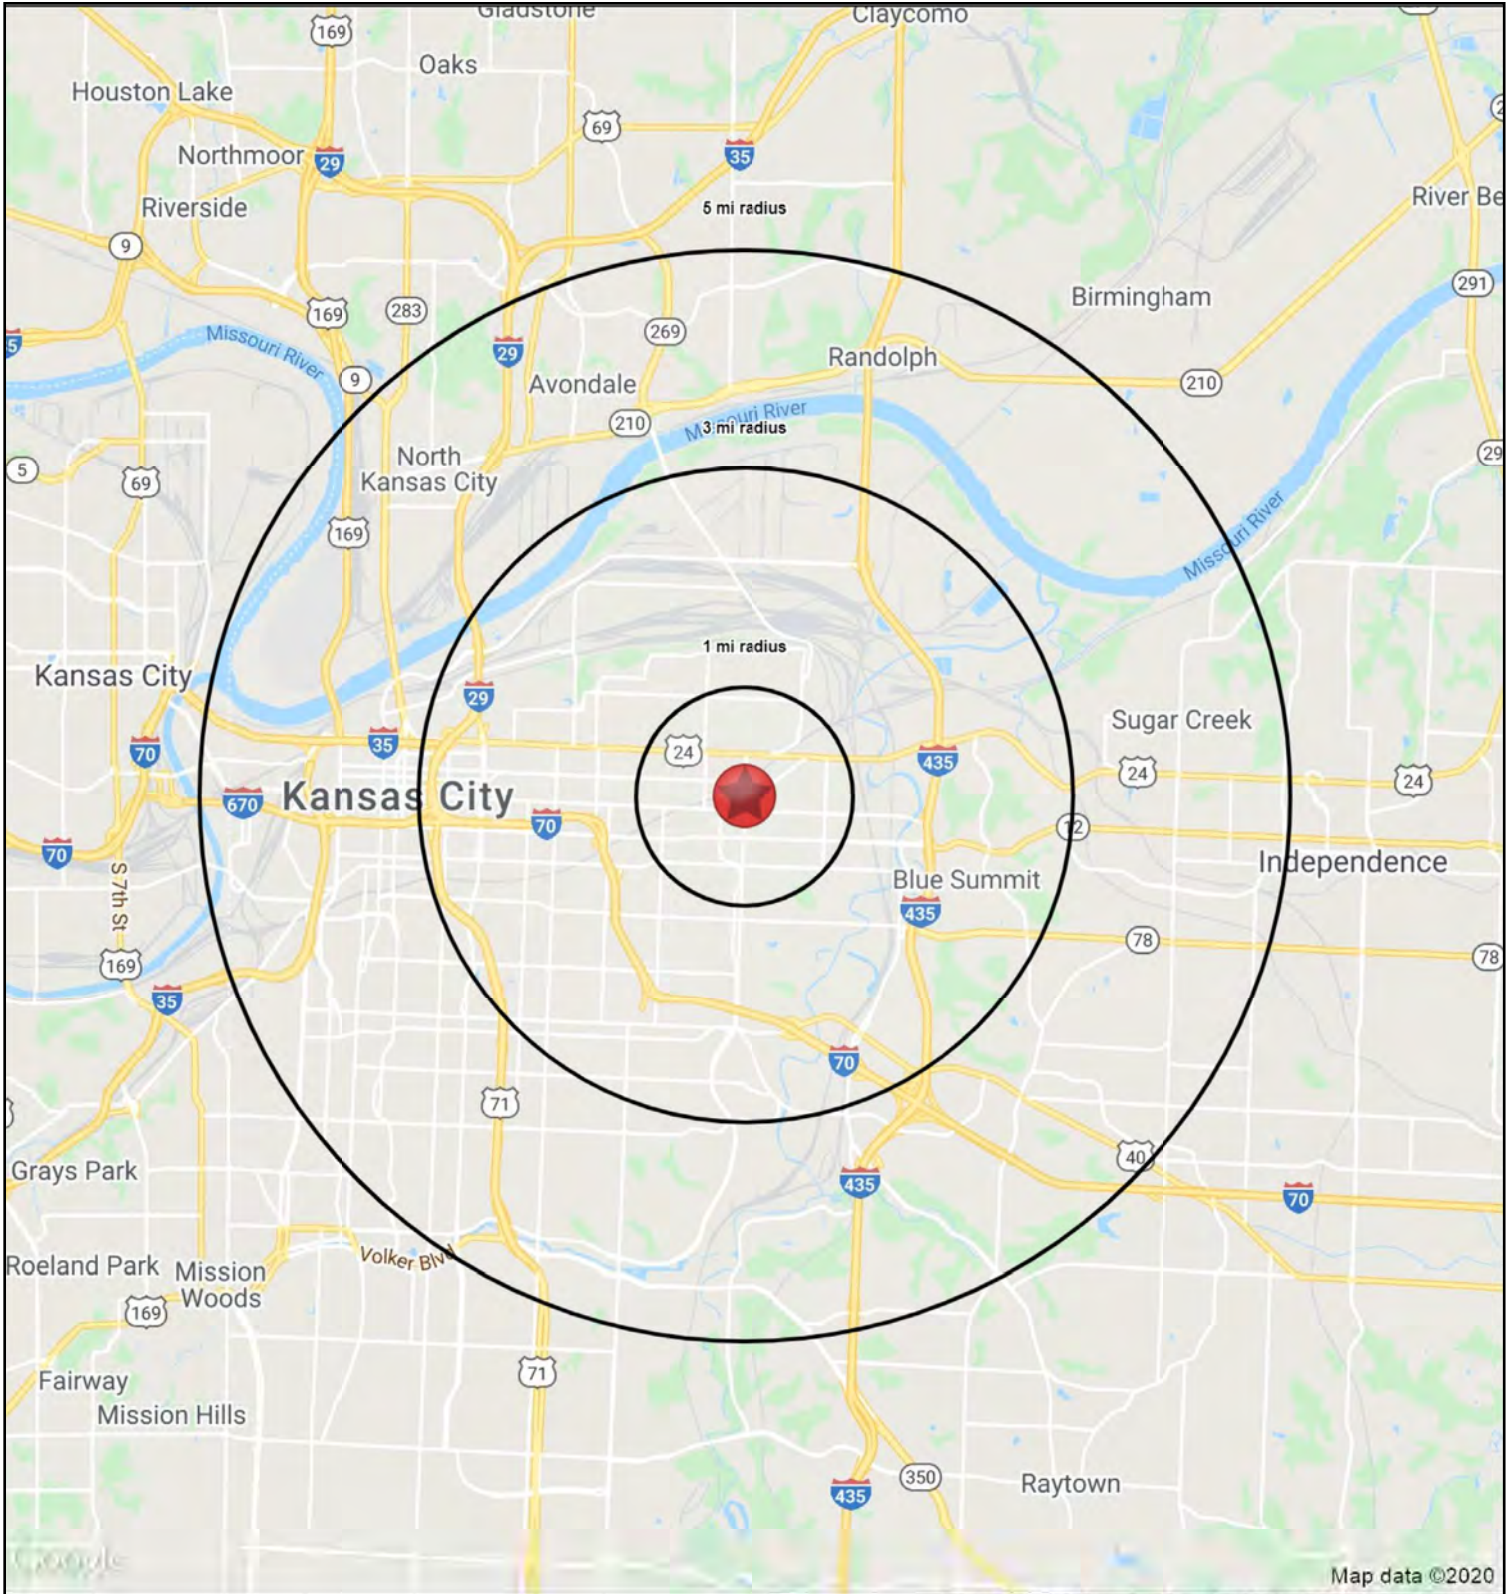 Gladstone
Claycomo
169
Oaks
Houston Lake
69
35
Northmoor
29
Riverside
River Be
5 mi radius
9
291
Birmingham
169
283
269
Missouri River
5
29
Randolph
9
Avondale
210
210
Missouri River
3 mi radius
North
Kansas City
5
69
29
169
Missouri River
1 mi radius
Kansas City
29
Sugar Creek
35
24
70
435
24
24
670
Kansas City
70
12
70
Independence
S 7th St
Blue Summit
435
78
78
169
35
70
71
40
Grays Park
435
70
Volker Blvd
Roeland Park
Mission
Woods
169
71
Fairway
Mission Hills
350
Raytown
435
Google
Map data ©2020